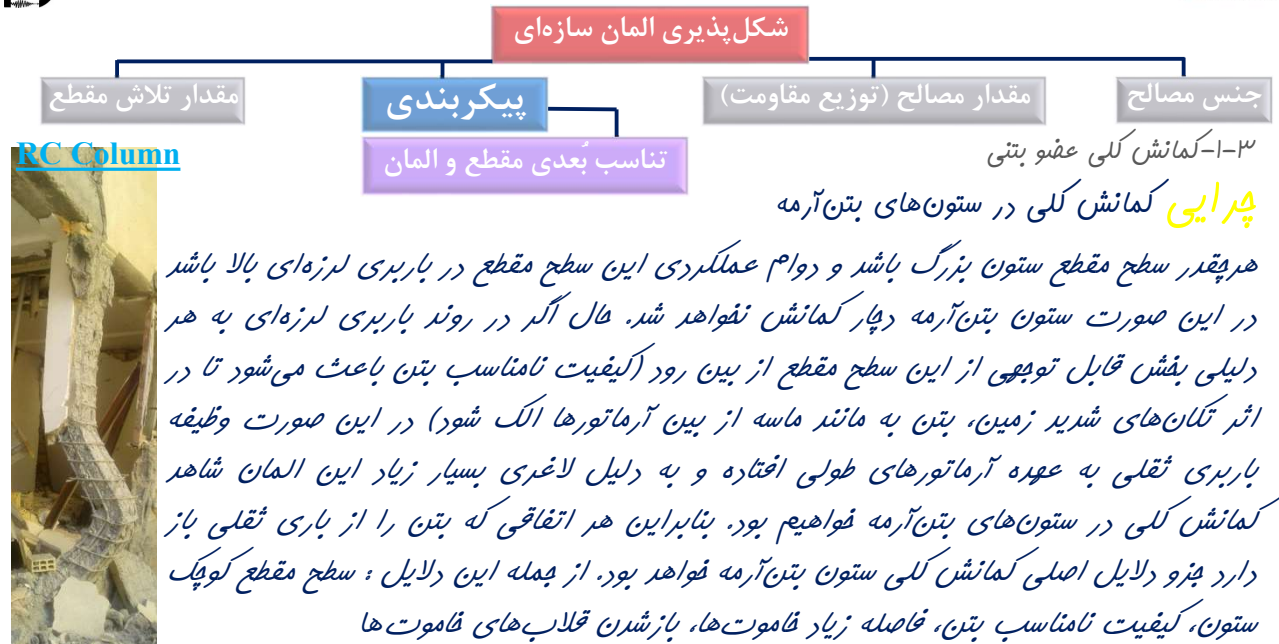 شکل‌پذیری المان سازه‌ای
جنس مصالح
مقدار مصالح (توزیع مقاومت)
پیکربندی
مقدار تلاش مقطع
تناسب بُعدی مقطع و المان
RC Column
۳-۱-کمانش کلی عضو بتنی
چرایی کمانش کلی در ستون‌های بتن‌آرمه
هرچقدر سطح مقطع ستون بزرگ باشد و دوام عملکردی این سطح مقطع در باربری لرزه‌ای بالا باشد
در این صورت ستون بتن‌آرمه دچار کمانش نخواهد شد. حال اگر در روند باربری لرزه‌ای به هر
دلیلی بخش قابل توجهی از این سطح مقطع از بین رود (کیفیت نامناسب بتن باعث می‌شود تا در
اثر تکان‌های شدید زمین، بتن به مانند ماسه از بین آرماتورها الک شود) در این صورت وظیفه
باربری ثقلی به عهده آرماتورهای طولی افتاده و به دلیل لاغری بسیار زیاد این المان شاهد
کمانش کلی در ستون‌های بتن‌آرمه خواهیم بود. بنابراین هر اتفاقی که بتن را از باری ثقلی باز
دارد جزو دلایل اصلی کمانش کلی ستون بتن‌آرمه خواهد بود. از جمله این دلایل : سطح مقطع کوچک
ستون، کیفیت نامناسب بتن، فاصله زیاد خاموت‌ها، بازشدن قلاب‌های خاموت‌ها